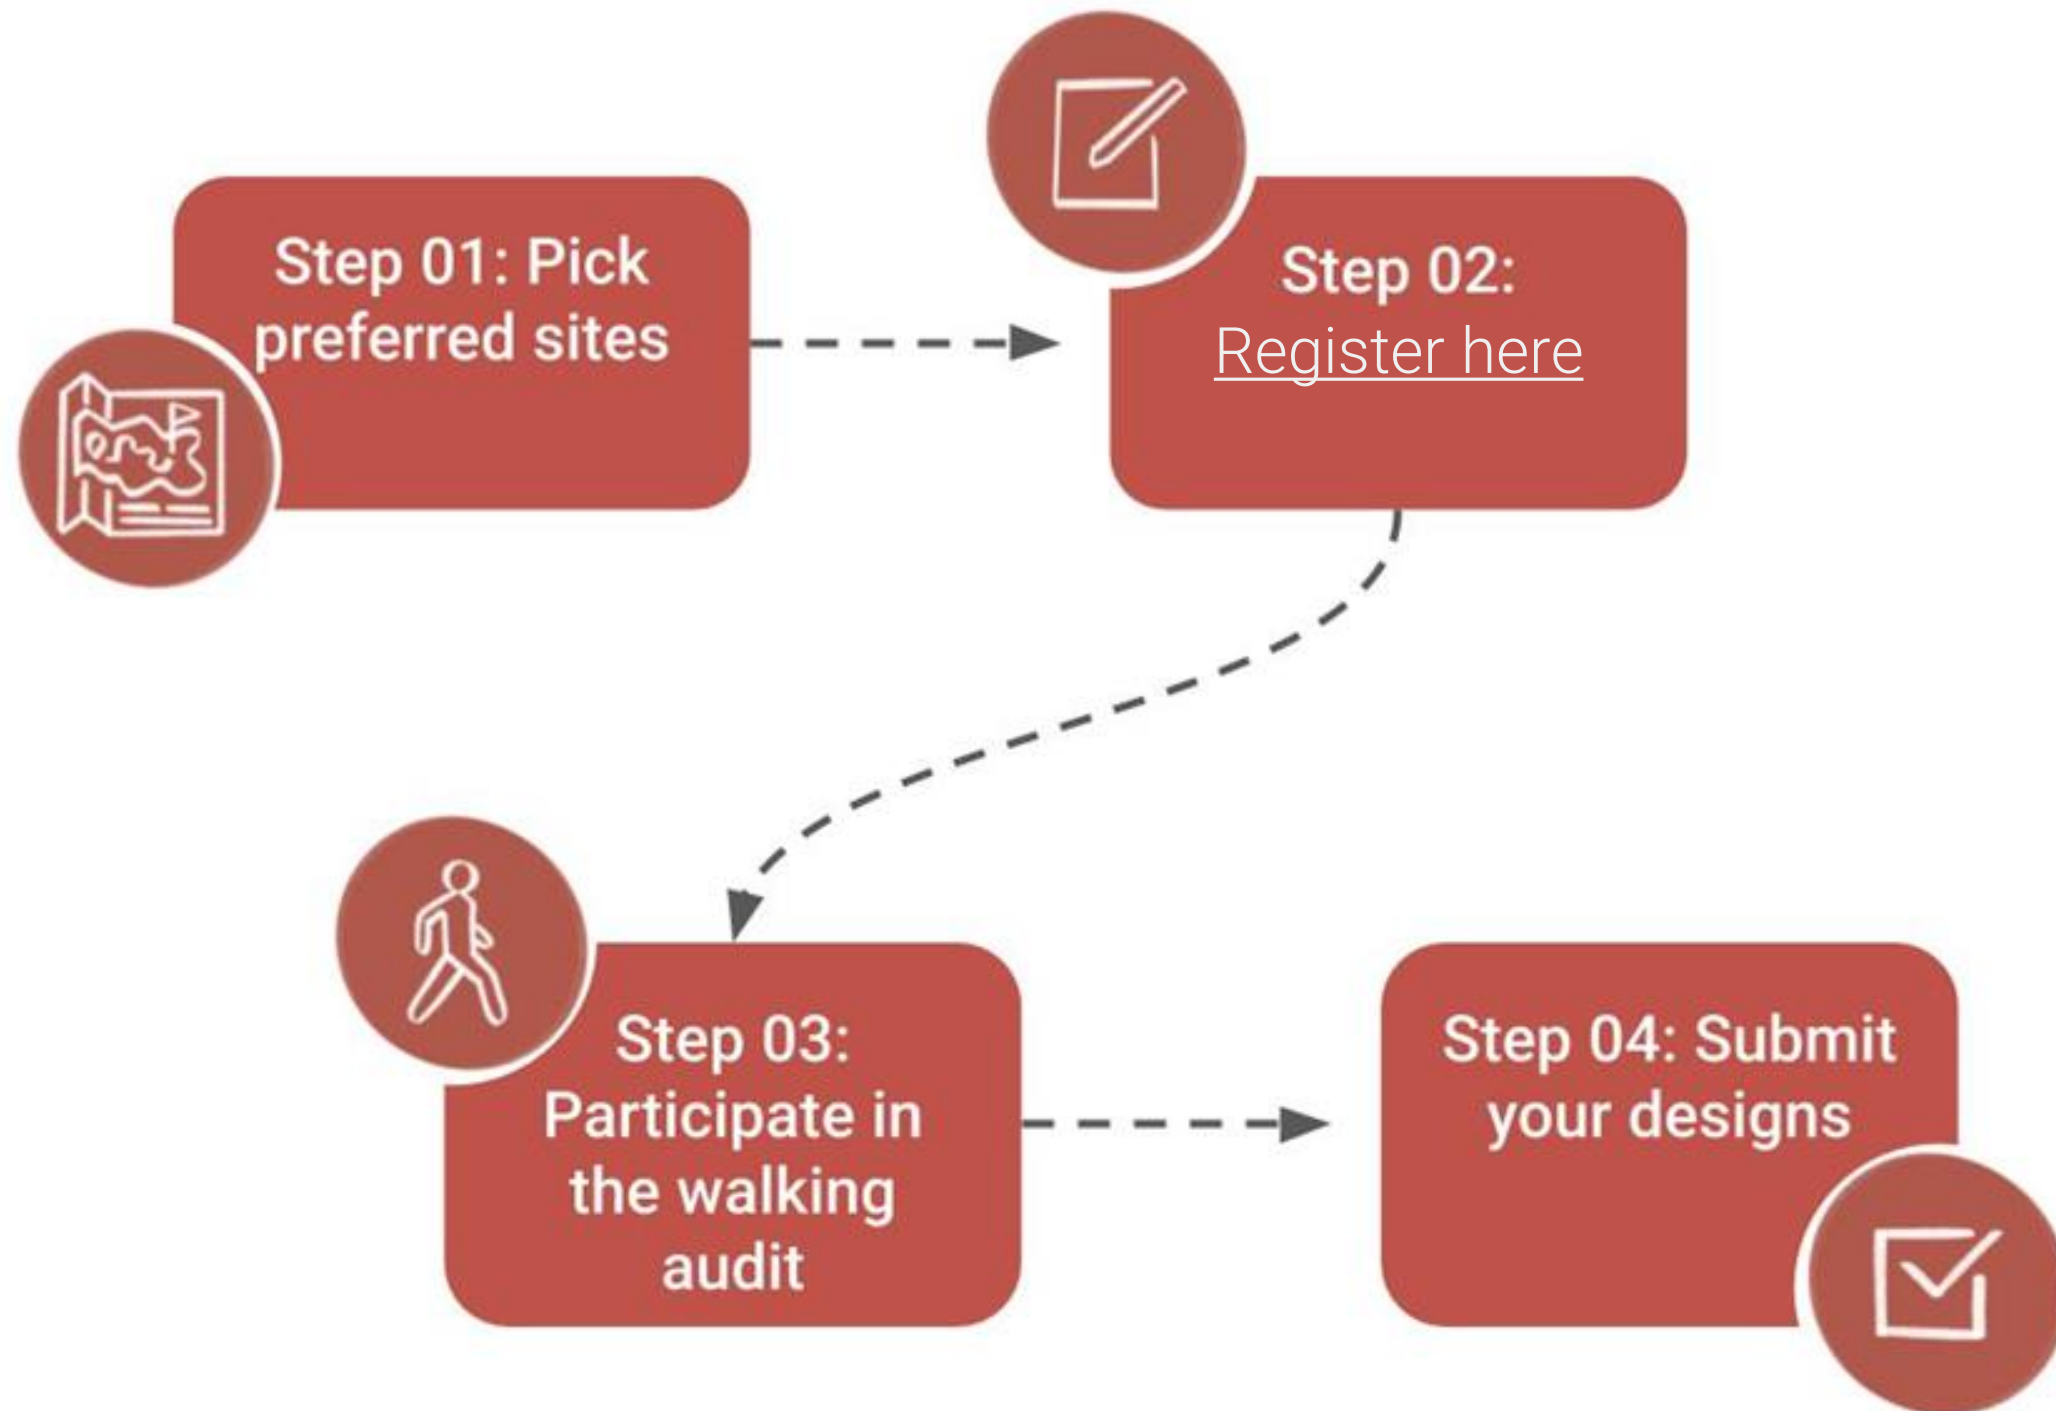 Step 01: Pick
preferred sites
Step 02:
Register here
Step 03:
Participate in
the walking
audit
Step 04: Submit
your designs